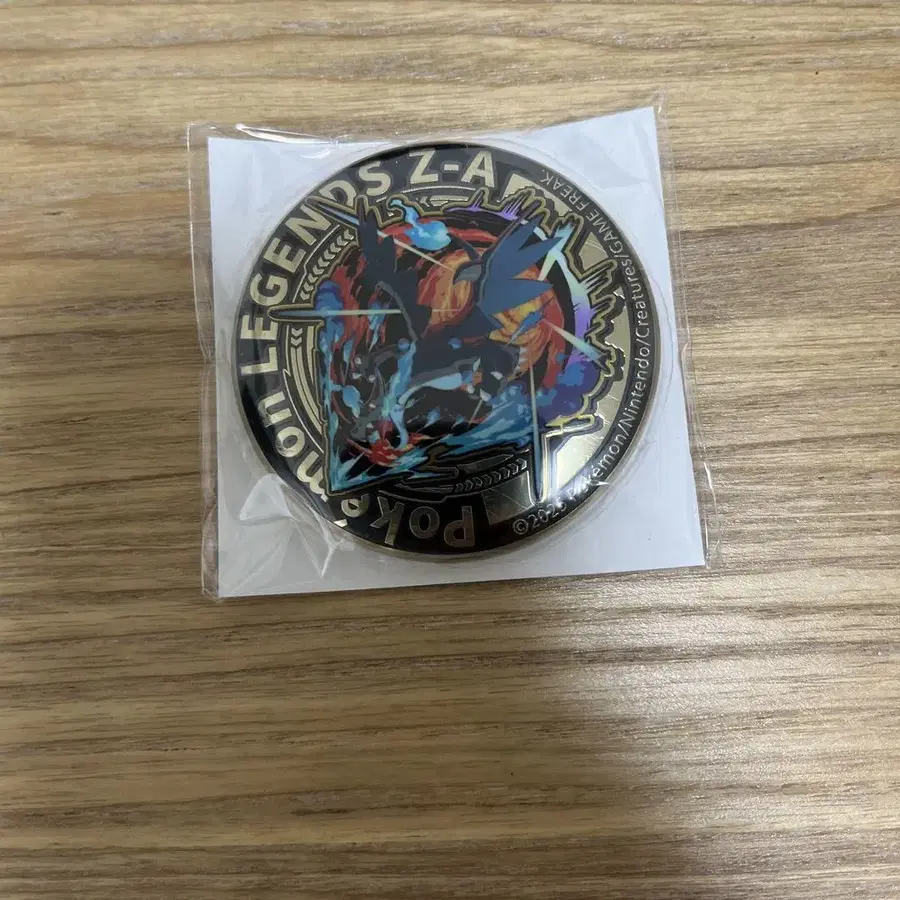 Pokémon LEGENDS Z-A
©2025 Pokémon/Nintendo/Creatures/GAME FREAK.